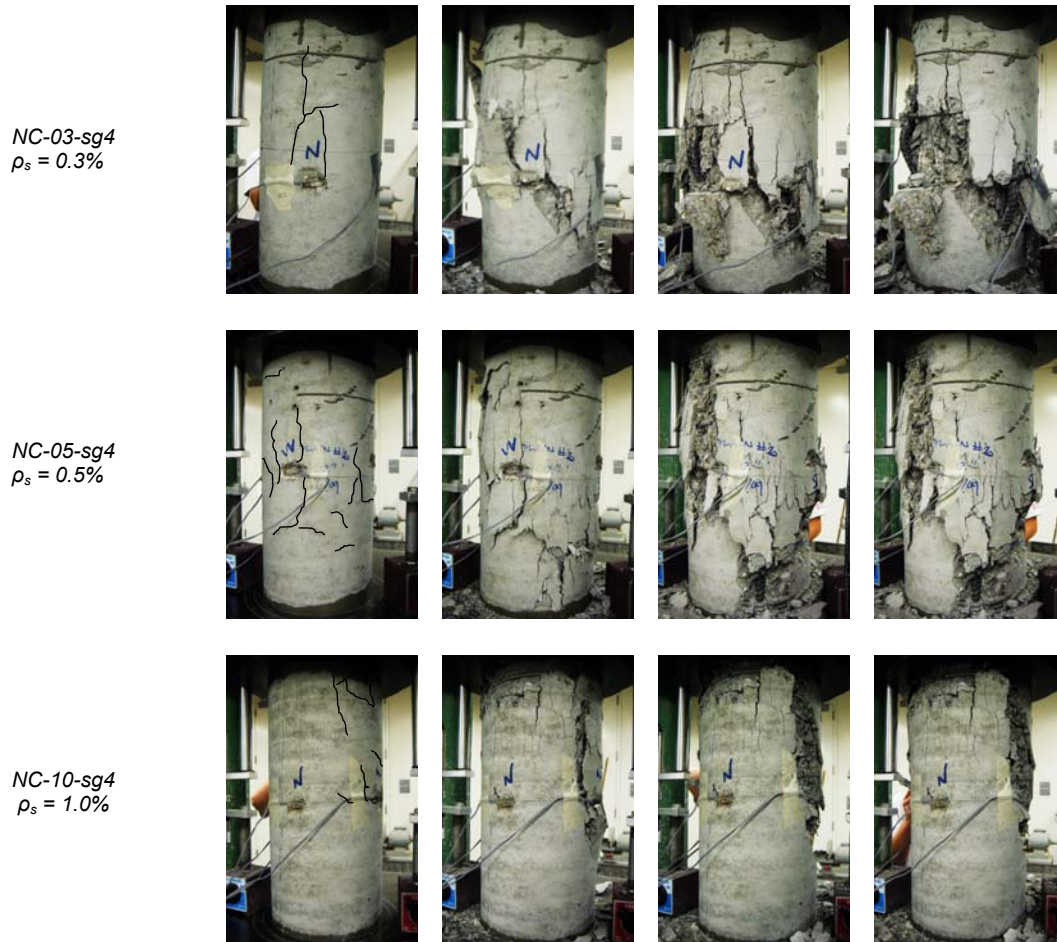 NC-03-sg4
ρs = 0.3%
N
N
N
NC-05-sg4
ρs = 0.5%
N
N
NC-10-sg4
ρs = 1.0%
N
N
N
N